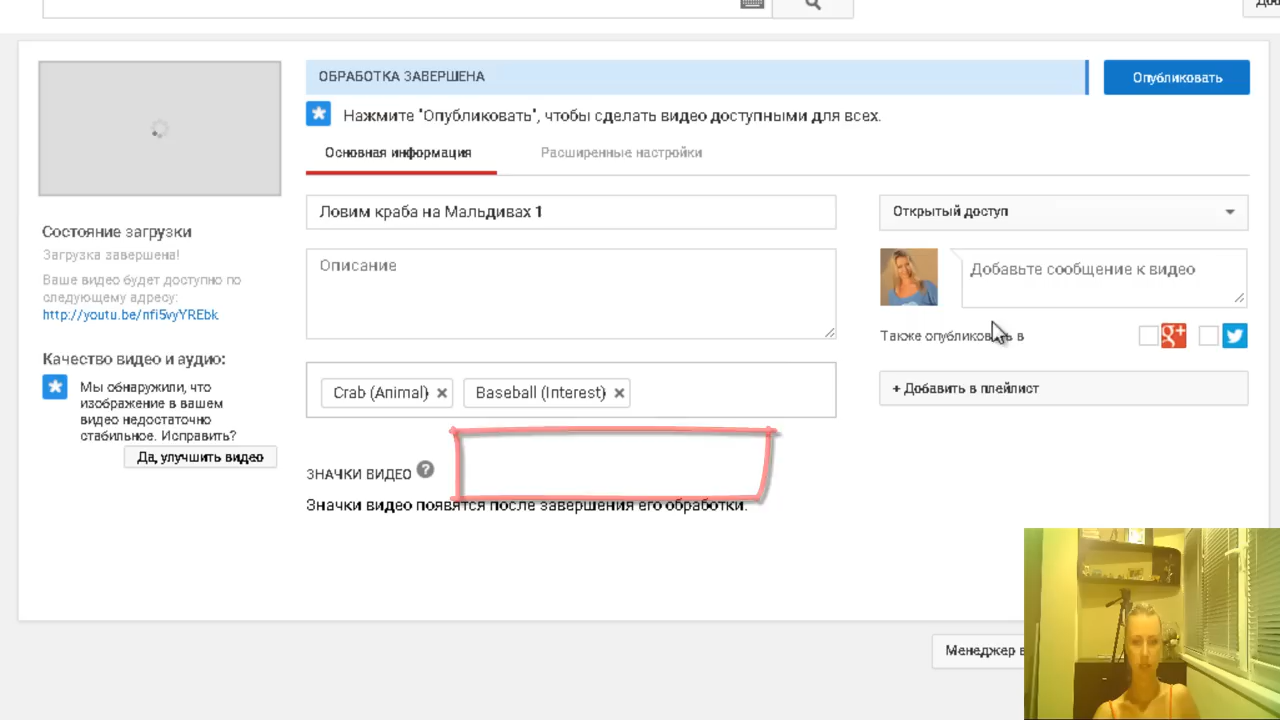 ОБРАБОТКА ЗАВЕРШЕНА
Опубликовать
Нажмите "Опубликовать", чтобы сделать видео доступными для всех.
Основная информация
Расширенные настройки
Ловим краба на Мальдивах 1
Открытый доступ
Состояние загрузки
Загрузка завершена!
Ваше видео будет доступно по
следующему адресу:
http://youtu.be/nfi5vyYREbk
Описание
Добавьте сообщение к видео
Также опубликовать в
g+
Качество видео и аудио:
Мы обнаружили, что
изображение в вашем
видео недостаточно
стабильное. Исправить?
Да, улучшить видео
Crab (Animal) ×
Baseball (Interest) ×
+ Добавить в плейлист
ЗНАЧКИ ВИДЕО ?
Значки видео появятся после завершения его обработки.
Менеджер в